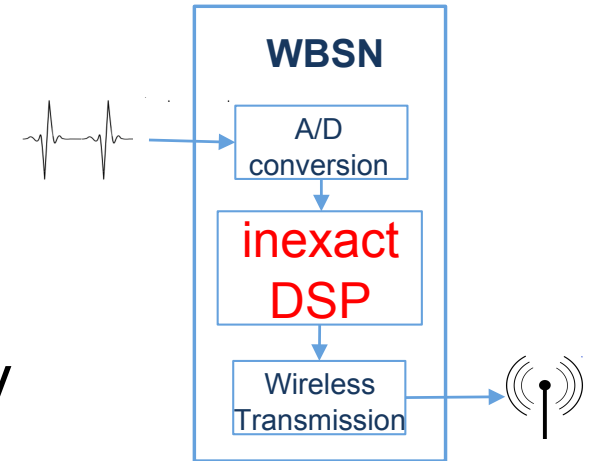 WBSN
A/D
conversion
inexact
DSP
Wireless
Transmission
y